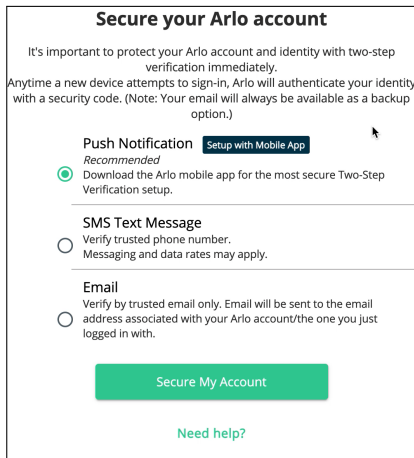 Secure your Arlo account
It's important to protect your Arlo account and identity with two-step
verification immediately.
Anytime a new device attempts to sign-in, Arlo will authenticate your identity
with a security code. (Note: Your email will always be available as a backup
option.)
Push Notification Setup with Mobile App
Recommended
Download the Arlo mobile app for the most secure Two-Step
Verification setup.
SMS Text Message
Verify trusted phone number.
Messaging and data rates may apply.
Email
Verify by trusted email only. Email will be sent to the email
address associated with your Arlo account/the one you just
logged in with.
Secure My Account
Need help?